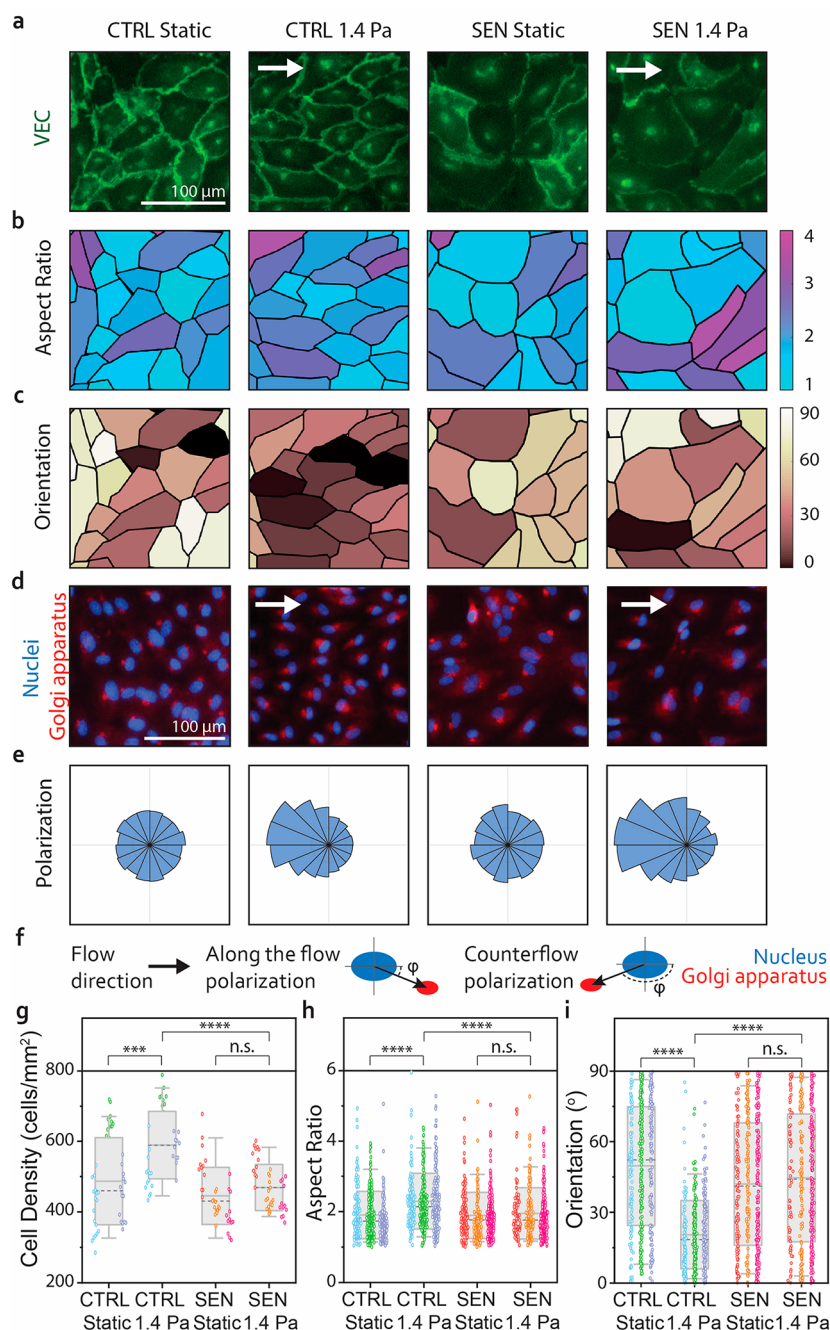 a
CTRL Static
CTRL 1.4 Pa
SEN Static
SEN 1.4 Pa
VEC
100 µm
b
Aspect Ratio
4
3
2
1
c
Orientation
90
60
30
0
d
Nuclei
Golgi apparatus
100 µm
e
Polarization
f
Flow
direction
Along the flow
polarization
φ
Counterflow
polarization
φ
Nucleus
Golgi apparatus
g
Cell Density (cells/mm²)
800
600
400
200
***
****
n.s.
CTRL
Static
CTRL
1.4 Pa
SEN
Static
SEN
1.4 Pa
h
Aspect Ratio
6
4
2
0
****
****
n.s.
CTRL
Static
CTRL
1.4 Pa
SEN
Static
SEN
1.4 Pa
i
Orientation (°)
90
60
30
0
****
****
n.s.
CTRL
Static
CTRL
1.4 Pa
SEN
Static
SEN
1.4 Pa